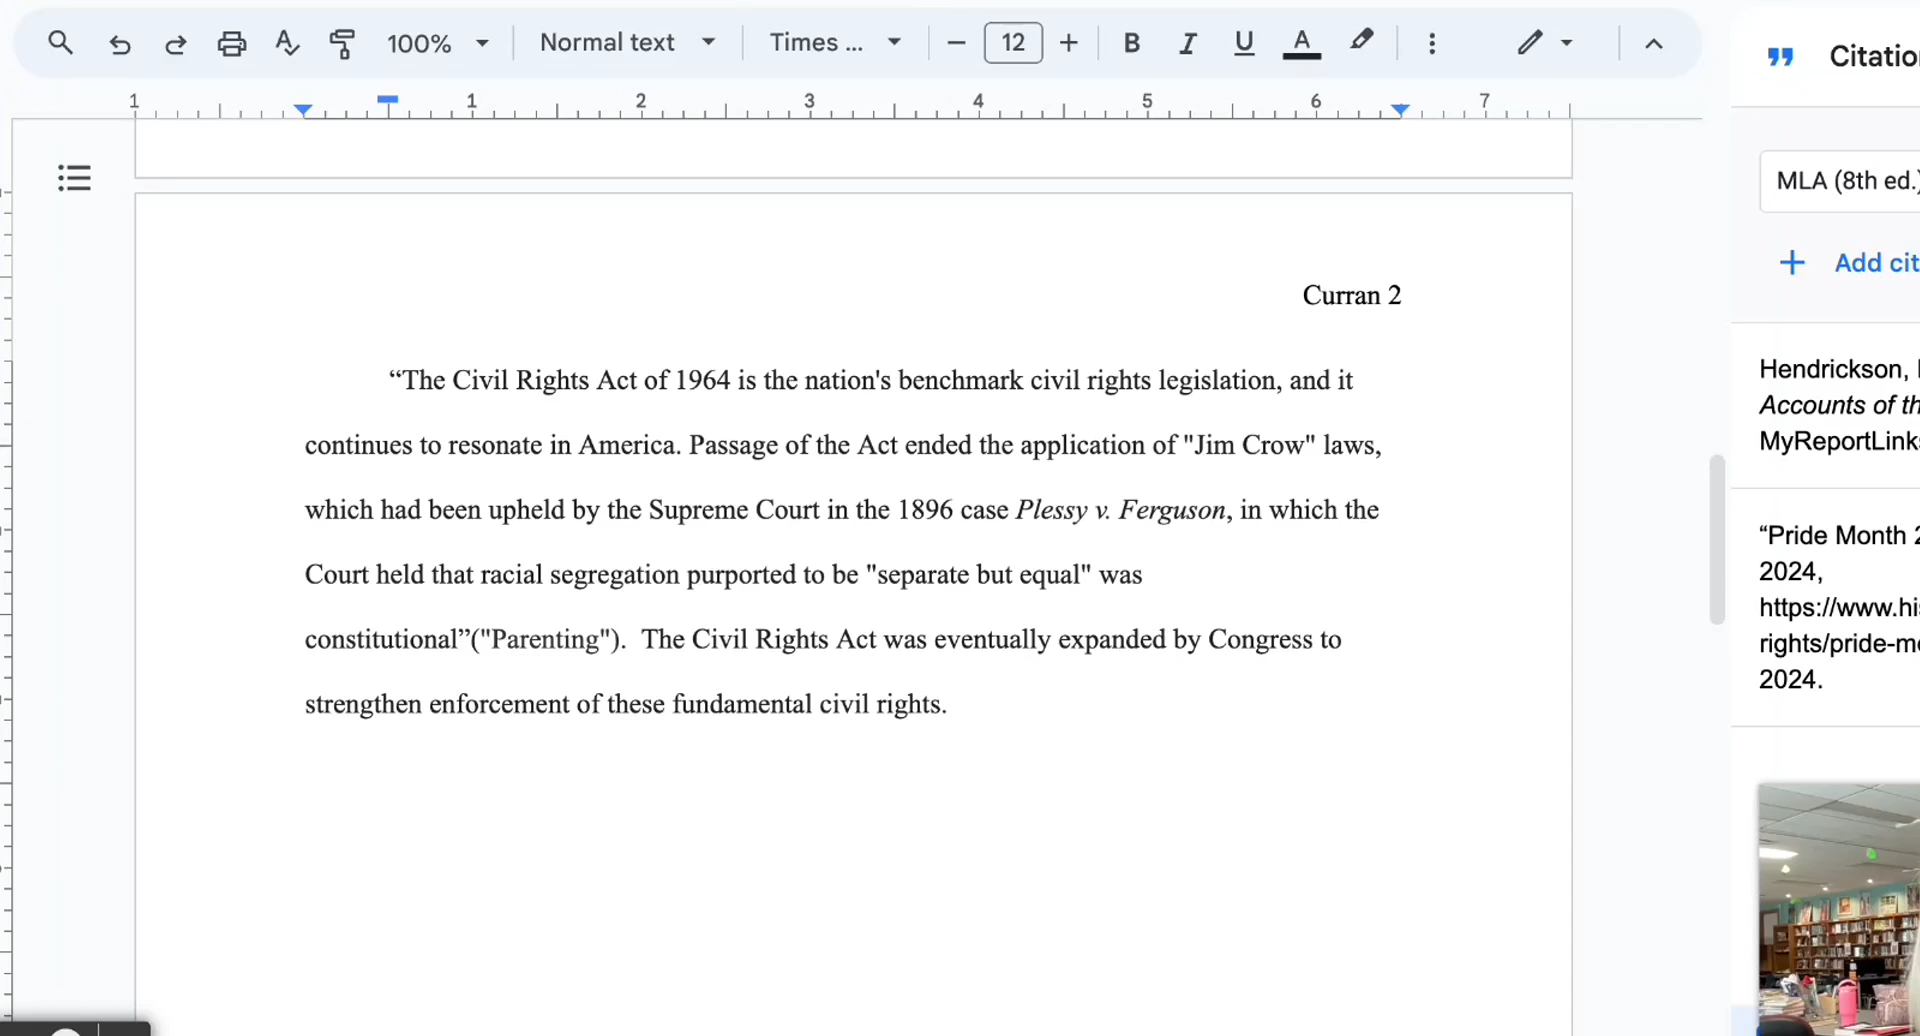 100%
Normal text
Times ...
12
B I U A
1 1 2 3 4 5 6 7
Curran 2
“The Civil Rights Act of 1964 is the nation's benchmark civil rights legislation, and it
continues to resonate in America. Passage of the Act ended the application of "Jim Crow" laws,
which had been upheld by the Supreme Court in the 1896 case Plessy v. Ferguson, in which the
Court held that racial segregation purported to be "separate but equal" was
constitutional”("Parenting").  The Civil Rights Act was eventually expanded by Congress to
strengthen enforcement of these fundamental civil rights.
Citatio
MLA (8th ed.)
+ Add cit
Hendrickson,
Accounts of th
MyReportLinks
“Pride Month 2
2024,
https://www.his
rights/pride-mo
2024.